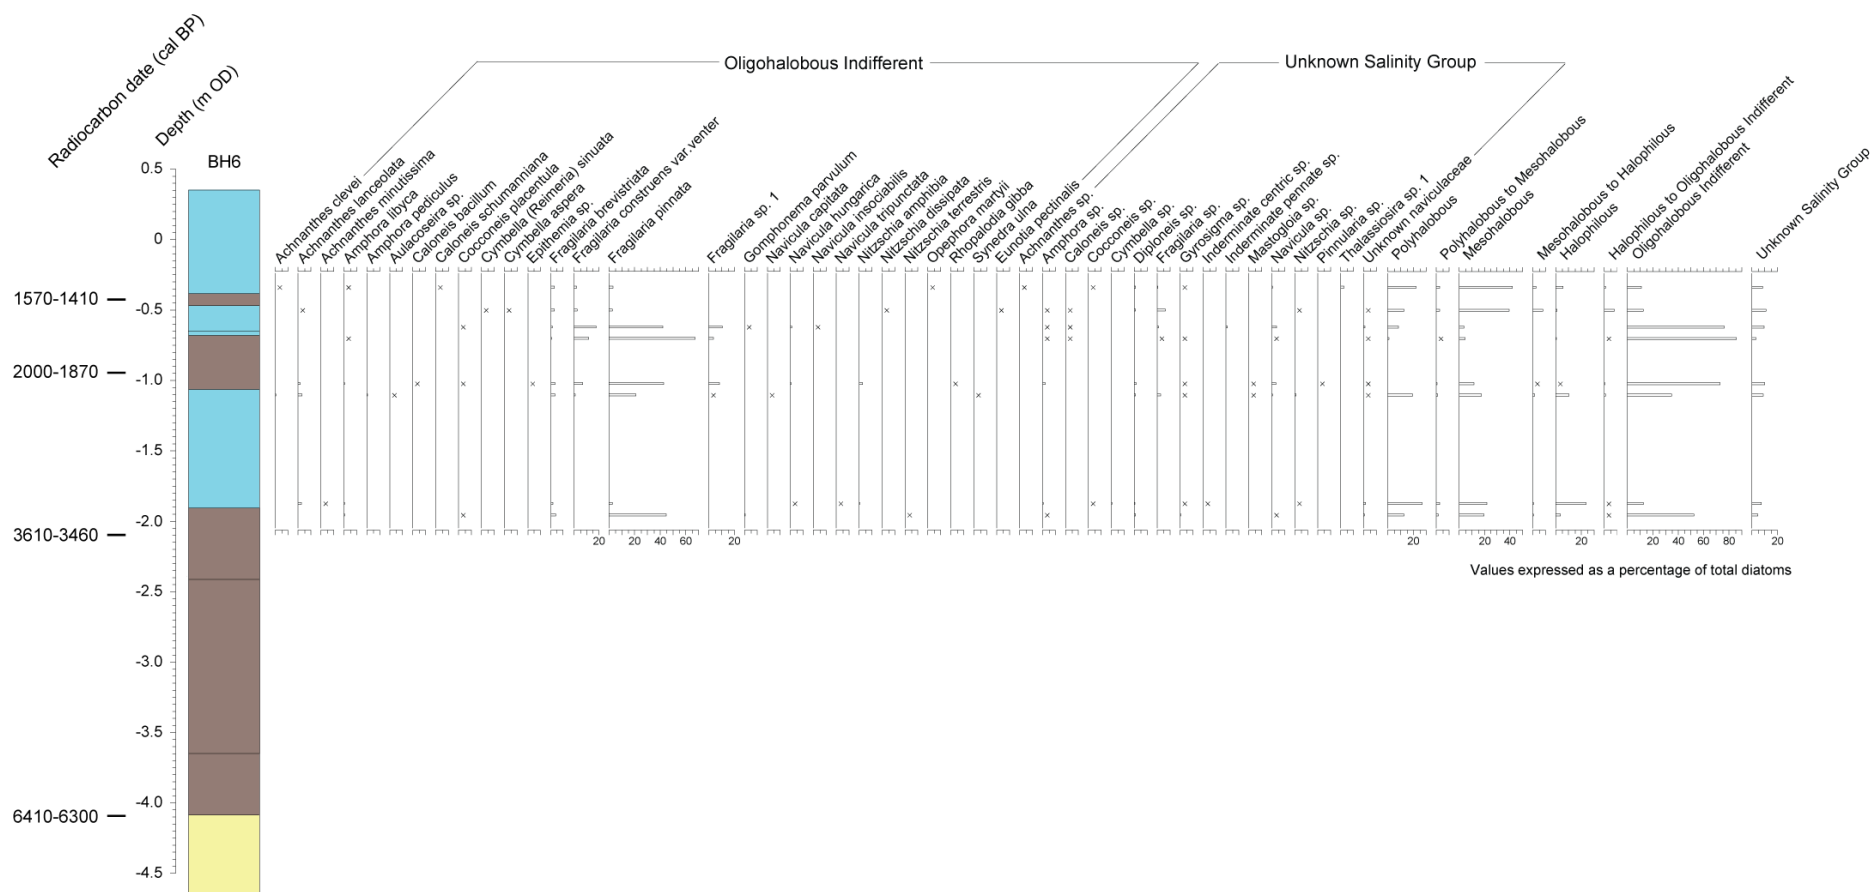 Radiocarbon date (cal BP)
Depth (m OD)
BH6
Oligohalobous Indifferent
Unknown Salinity Group
Achnanthes clevei
Achnanthes lanceolata
Achnanthes minutissima
Amphora libyca
Amphora pediculus
Aulacoseira sp.
Caloneis bacillum
Caloneis schumanniana
Cocconeis placentula
Cymbella (Reimeria) sinuata
Cymbella aspera
Epithemia sp.
Fragilaria brevistriata
Fragilaria construens var.venter
Fragilaria pinnata
Fragilaria sp. 1
Gomphonema parvulum
Navicula capitata
Navicula hungarica
Navicula insociabilis
Navicula tripunctata
Nitzschia amphibia
Nitzschia dissipata
Nitzschia terrestris
Opephora martyii
Rhopalodia gibba
Synedra ulna
Eumotia pectinalis
Achnanthes sp.
Amphora sp.
Caloneis sp.
Cocconeis sp.
Cymbella sp.
Diploneis sp.
Fragilaria sp.
Gyrosigma sp.
Inderminate centric sp.
Inderminate pennate sp.
Mastogloia sp.
Navicula sp.
Nitzschia sp.
Pinnularia sp.
Thalassiosira sp. 1
Unknown naviculaceae
Polyhalobous
Polyhalobous to Mesohalobous
Mesohalobous
Mesohalobous to Halophilous
Halophilous
Halophilous to Oligohalobous Indifferent
Oligohalobous Indifferent
Unknown Salinity Group
0.5
0
-0.5
-1.0
-1.5
-2.0
-2.5
-3.0
-3.5
-4.0
-4.5
1570-1410
2000-1870
3610-3460
6410-6300
20 20 40 60 20 20 20 40 20 20 40 60 80 20
Values expressed as a percentage of total diatoms